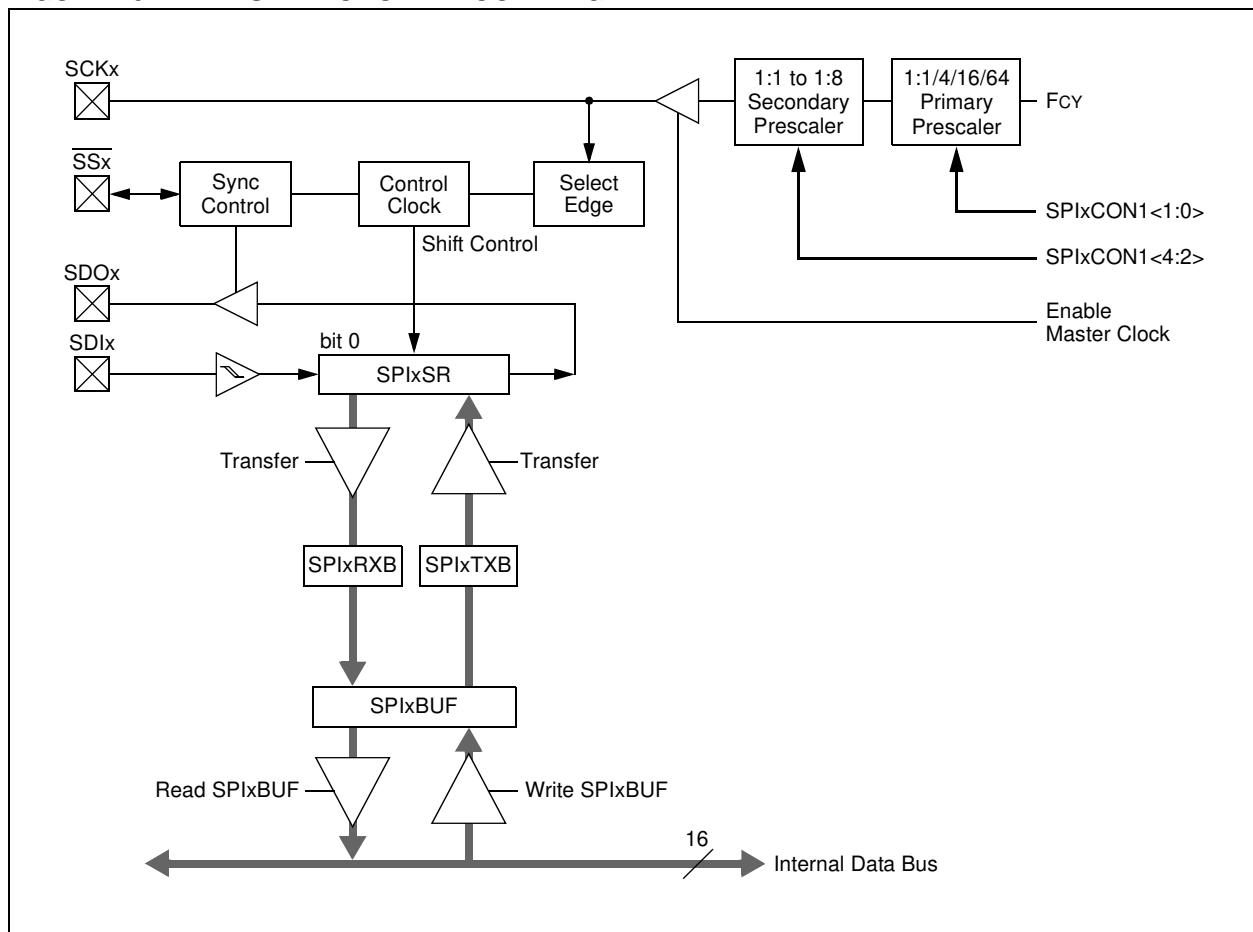 SCKx
1:1 to 1:8
Secondary
Prescaler
1:1/4/16/64
Primary
Prescaler
FCY
SSx
Sync
Control
Control
Clock
Select
Edge
SPIxCON1<1:0>
Shift Control
SPIxCON1<4:2>
SDOx
Enable
Master Clock
SDIx
bit 0
SPIxSR
Transfer
Transfer
SPIxRXB
SPIxTXB
SPIxBUF
Read SPIxBUF
Write SPIxBUF
16
Internal Data Bus